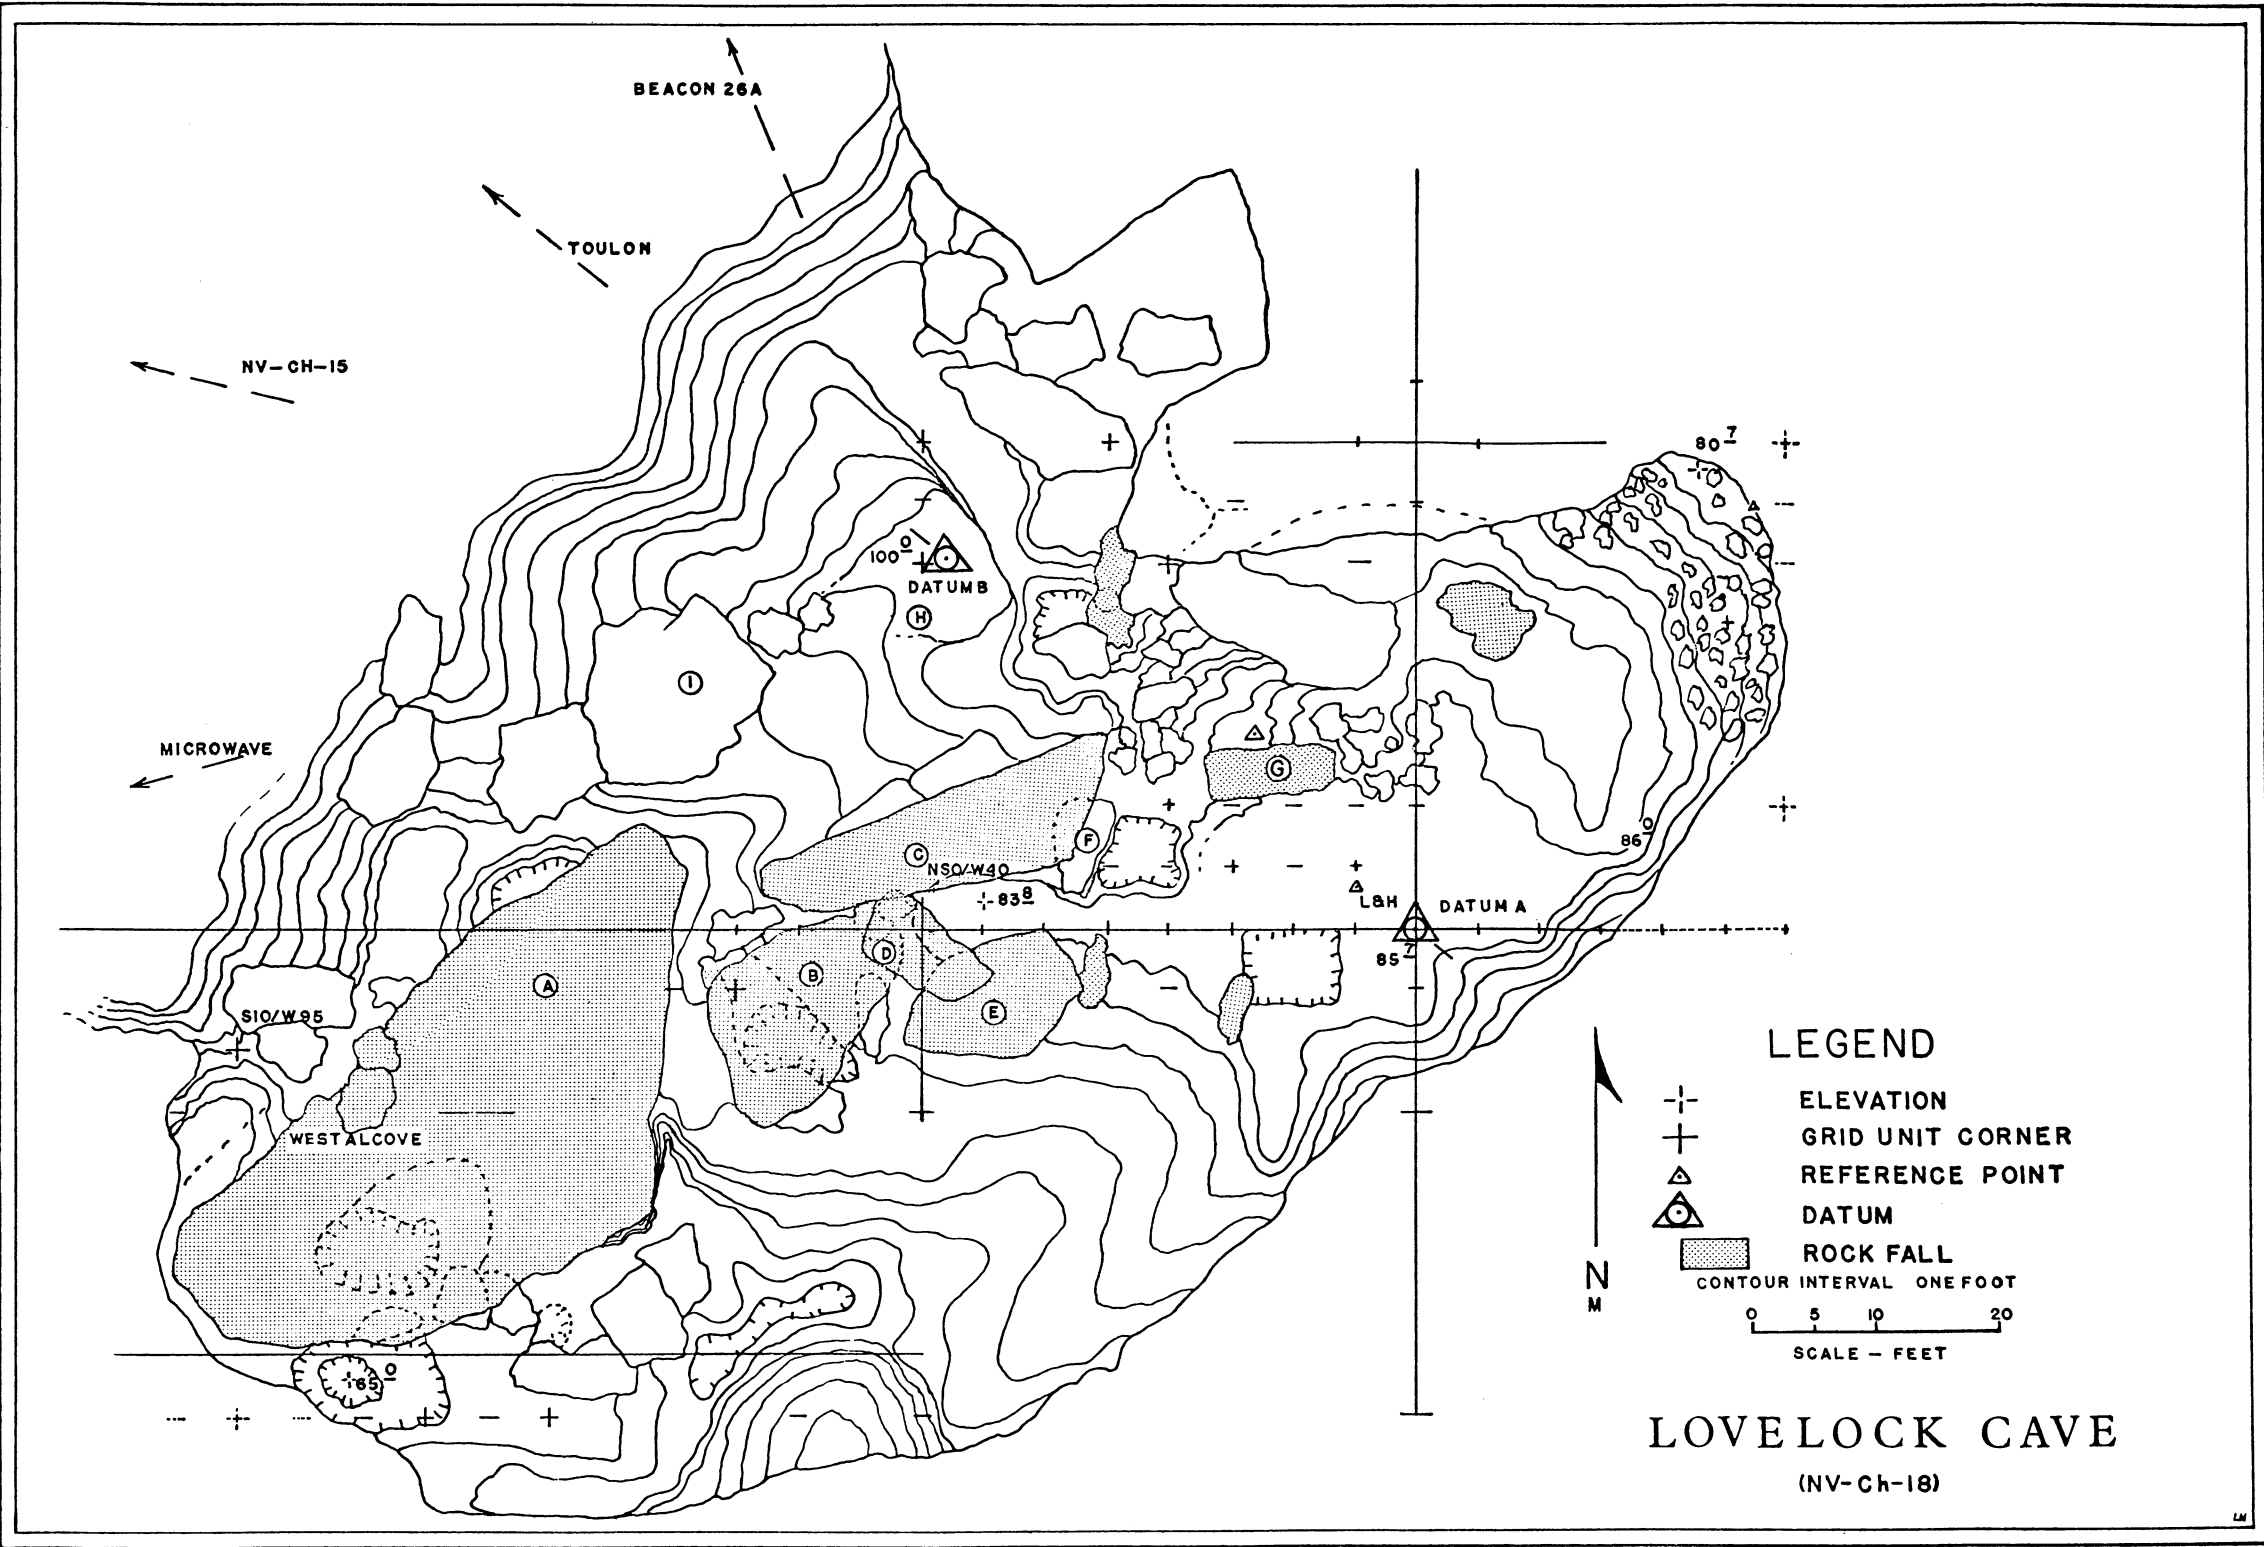 BEACON 26A
TOULON
NV-CH-15
MICROWAVE
80 7
100 0
DATUM B
H
I
G
C
NSO/W40
F
86 0
83 8
L&H
DATUM A
85 7
D
B
A
E
S10/W95
WEST ALCOVE
65 0
LEGEND
ELEVATION
GRID UNIT CORNER
REFERENCE POINT
DATUM
ROCK FALL
CONTOUR INTERVAL ONE FOOT
0 5 10 20
SCALE - FEET
N
M
LOVELOCK CAVE
(NV-Ch-18)
LM